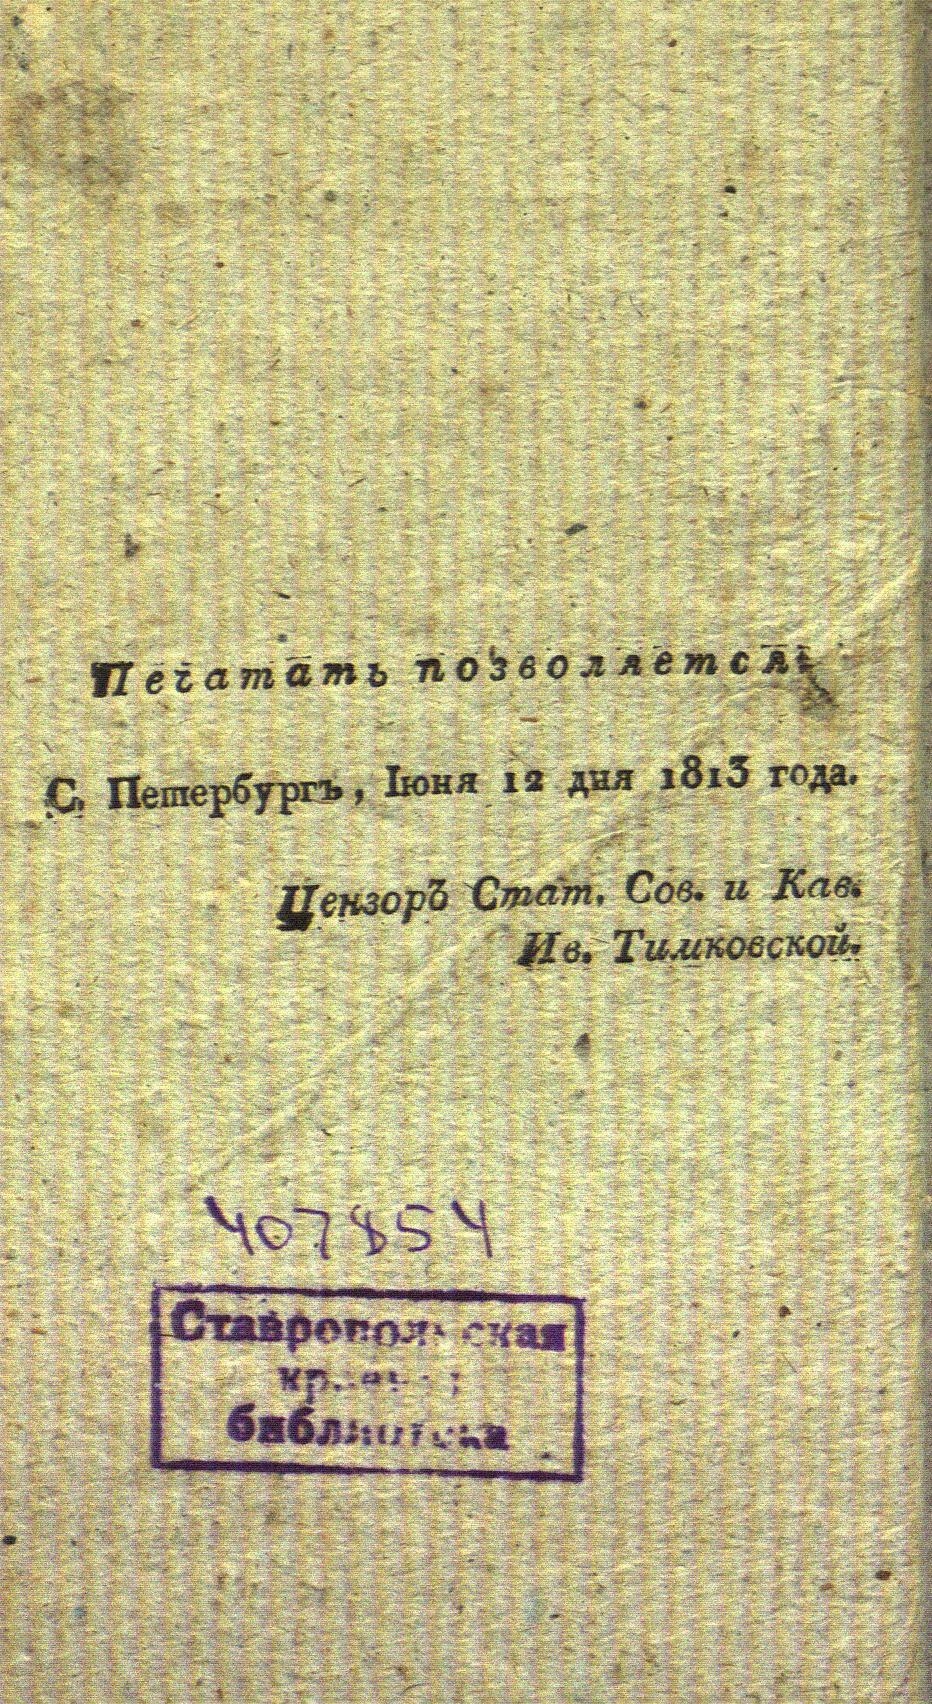 Печатать позволяется.
С. Петербургъ, Іюня 12 дня 1813 года.
Цензоръ Стат. Сов. и Кав.
Ив. Тимковской.
407854
Ставропольская
библиотека